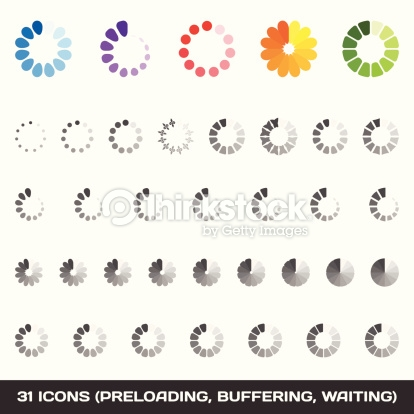 Thinkstock
by Getty Images
31 ICONS (PRELOADING, BUFFERING, WAITING)